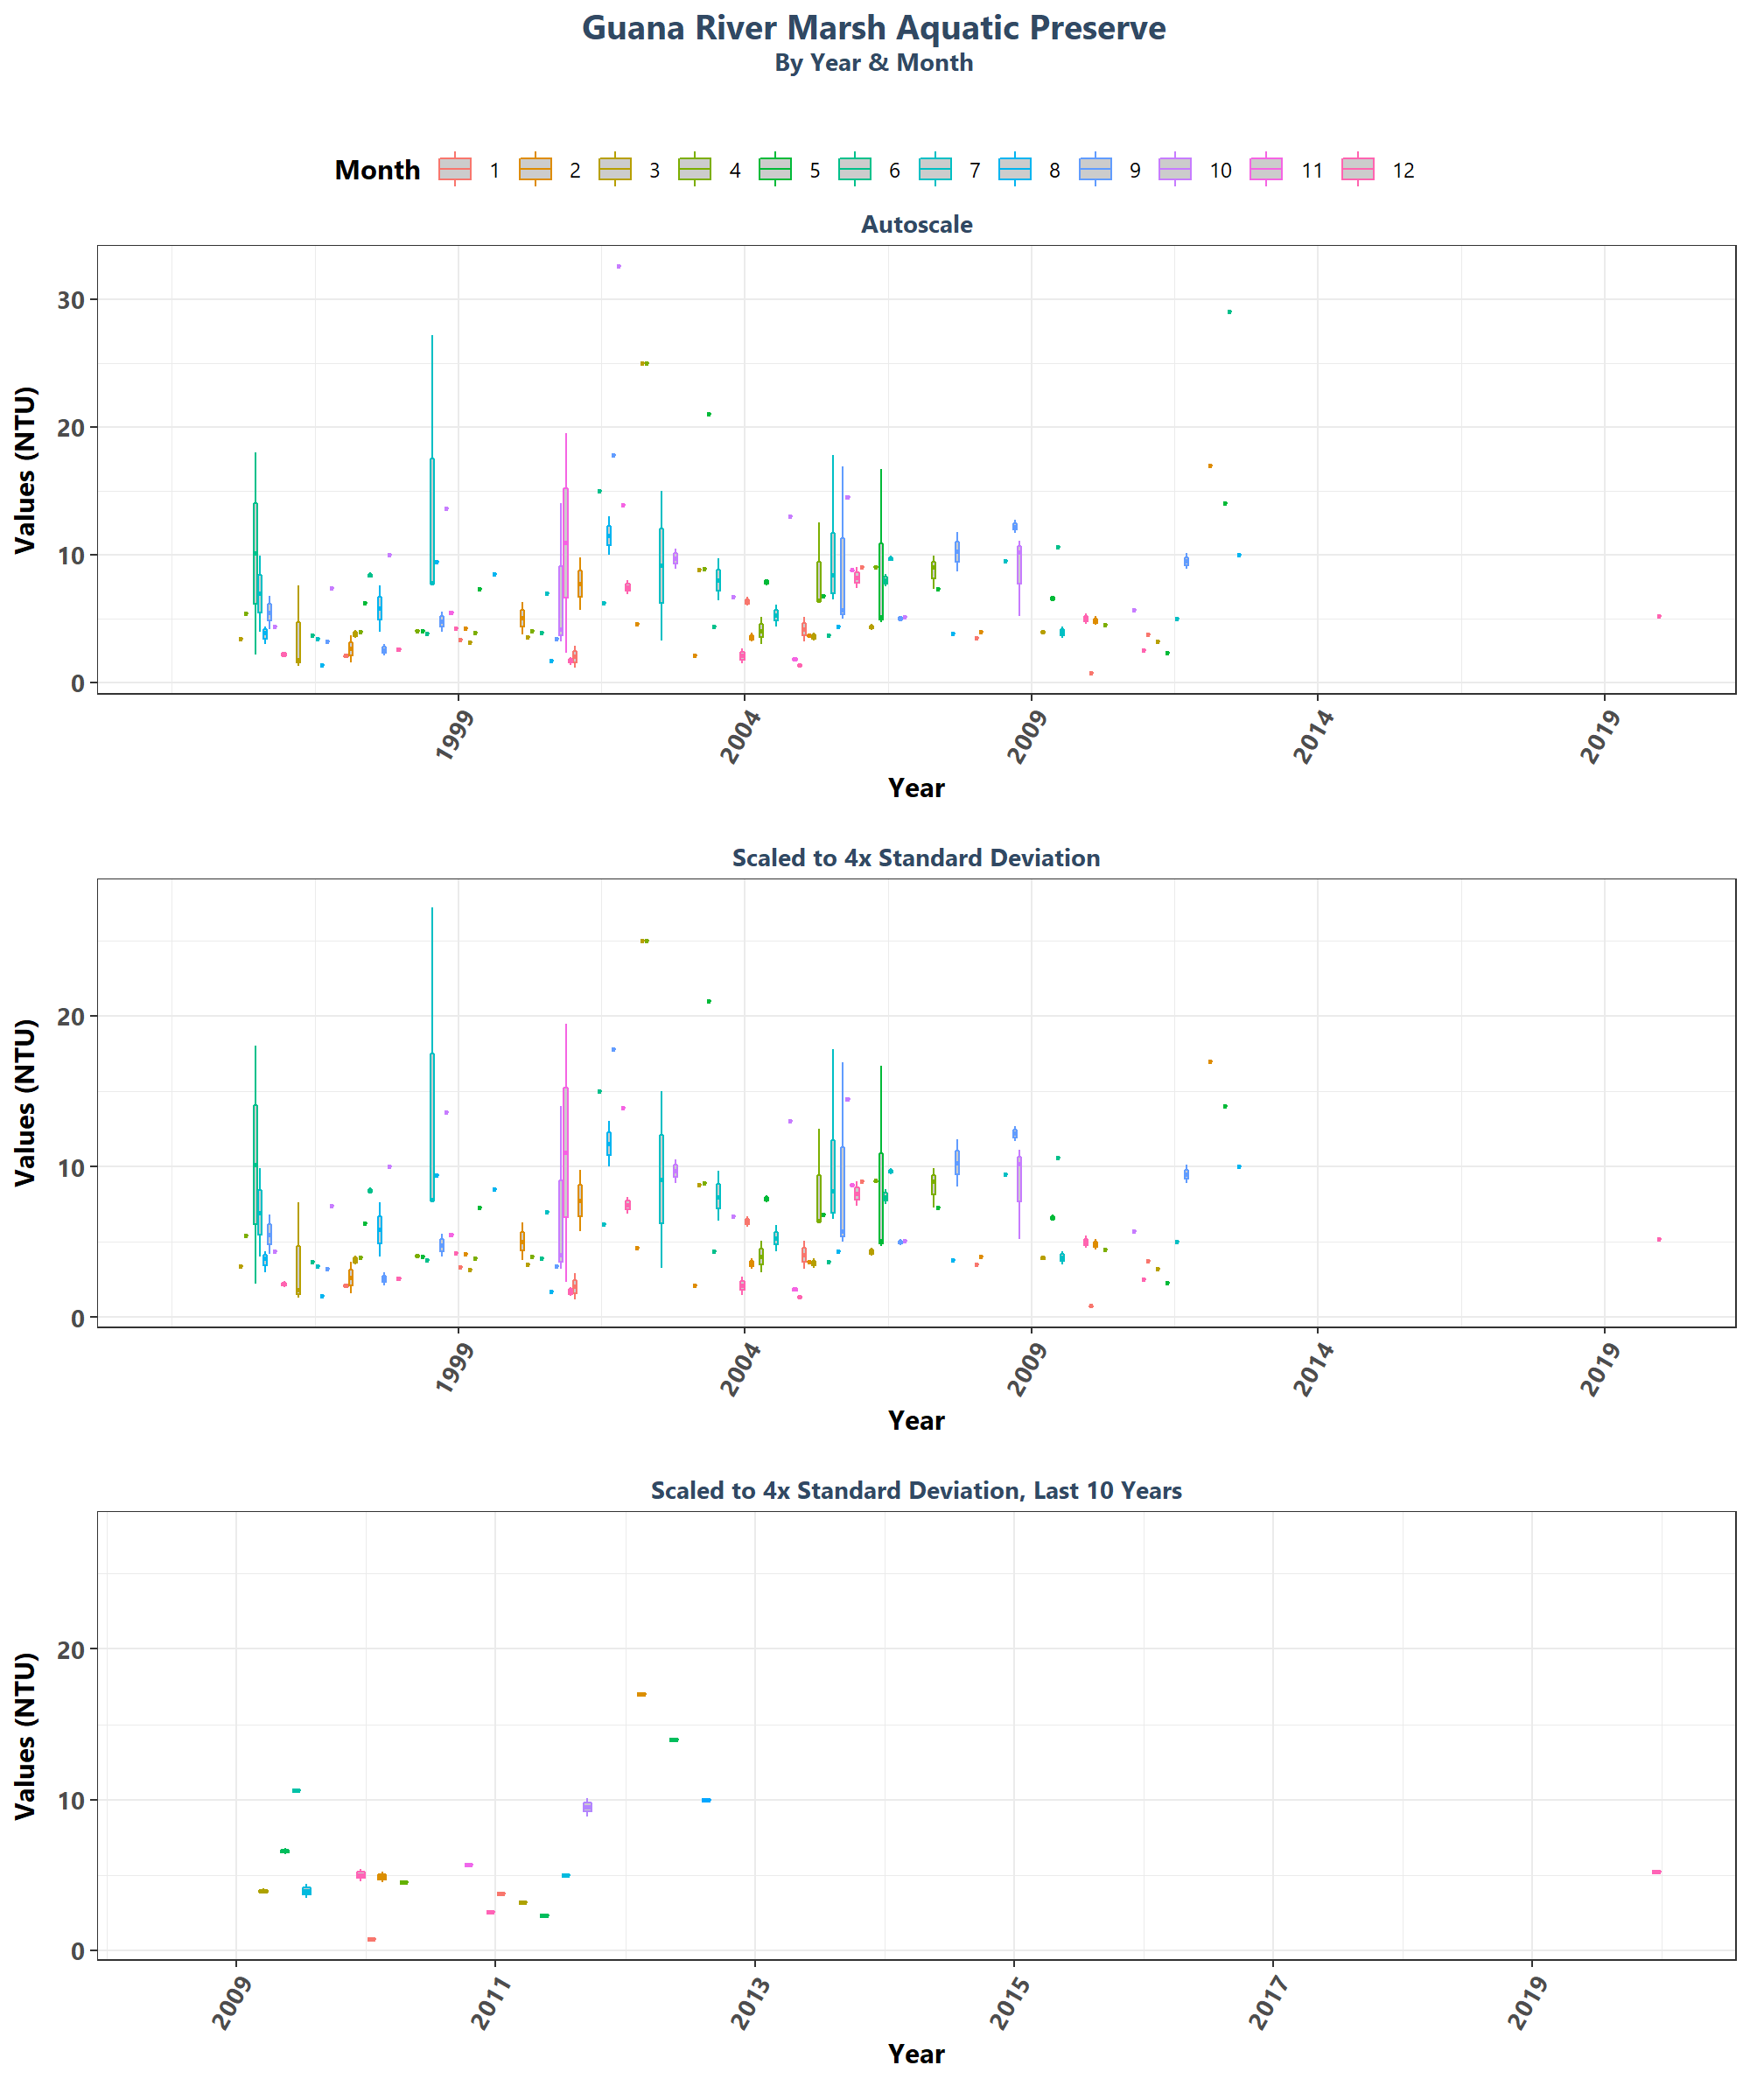 Guana River Marsh Aquatic Preserve
By Year & Month
Month 1 2 3 4 5 6 7 8 9 10 11 12
Autoscale
30
20
10
0
Values (NTU)
1999 2004 2009 2014 2019
Year
Scaled to 4x Standard Deviation
20
10
0
Values (NTU)
1999 2004 2009 2014 2019
Year
Scaled to 4x Standard Deviation, Last 10 Years
20
10
0
Values (NTU)
2009 2011 2013 2015 2017 2019
Year